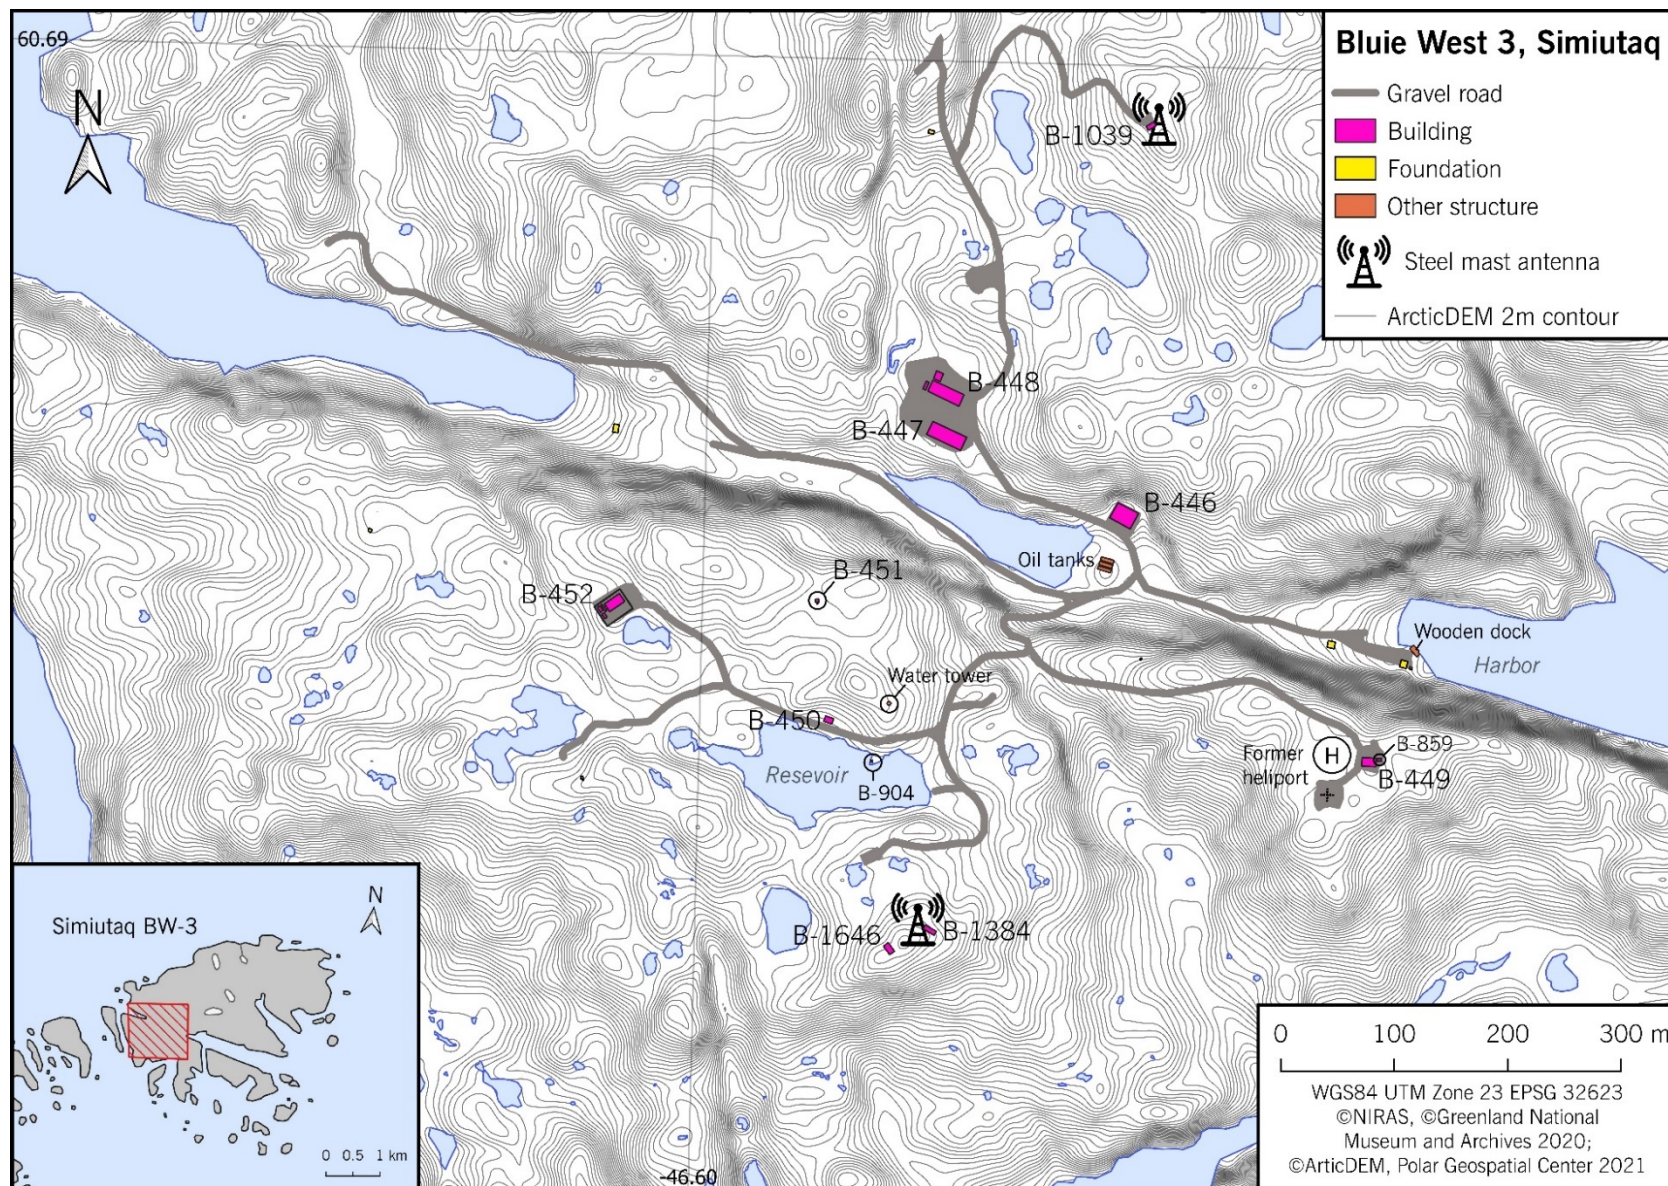 60.69
N
Bluie West 3, Simiutaq
Gravel road
Building
Foundation
Other structure
Steel mast antenna
ArcticDEM 2m contour
B-1039
B-448
B-447
B-446
Oil tanks
B-451
B-452
Wooden dock
Harbor
Water tower
B-450
Former
heliport
H
B-859
B-449
Resevoir
B-904
B-1646
B-1384
N
Simiutaq BW-3
0 0.5 1 km
-46.60
0 100 200 300 m
WGS84 UTM Zone 23 EPSG 32623
©NIRAS, ©Greenland National
Museum and Archives 2020;
©ArticDEM, Polar Geospatial Center 2021